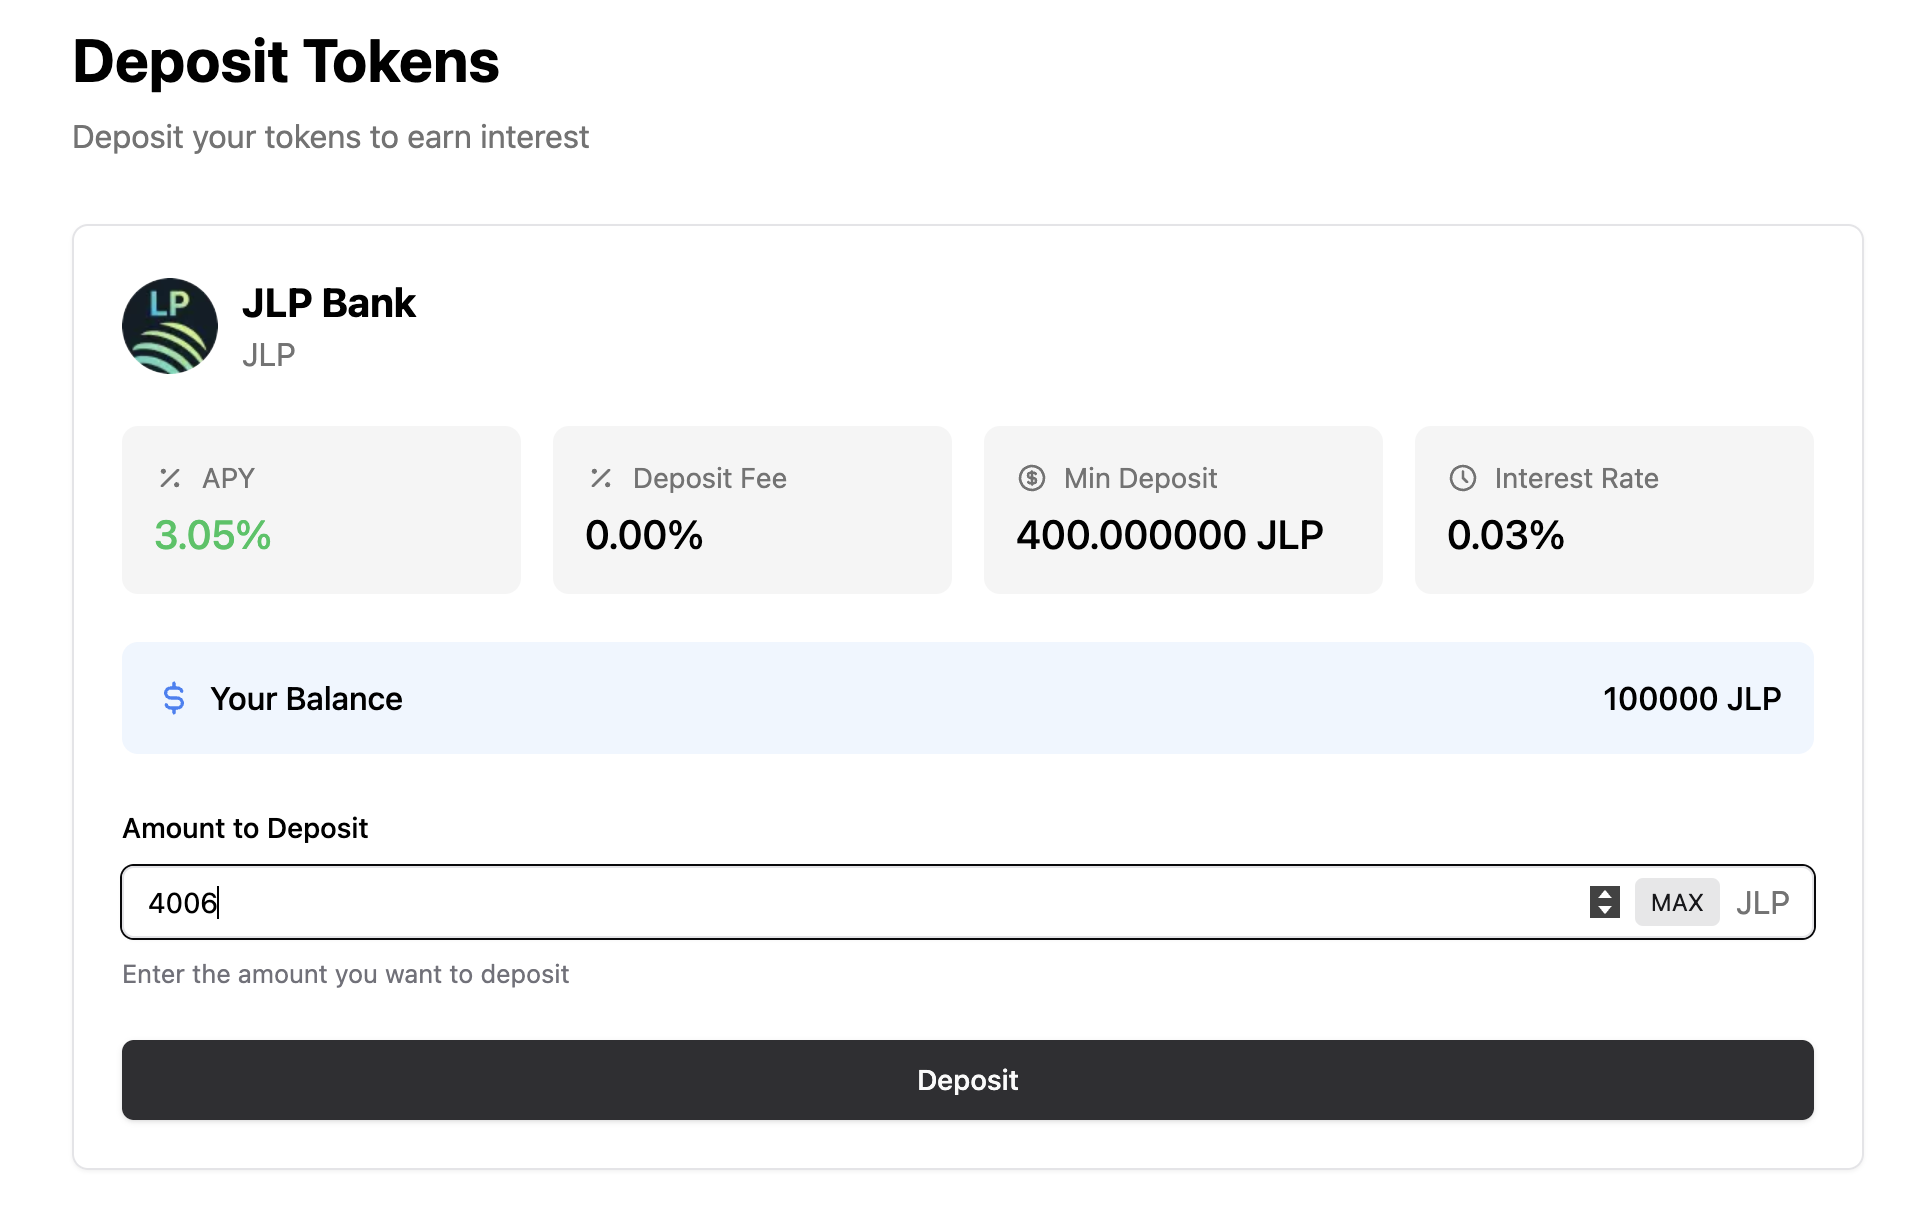 Deposit Tokens
Deposit your tokens to earn interest
LP
JLP Bank
JLP
APY
3.05%
Deposit Fee
0.00%
Min Deposit
400.000000 JLP
Interest Rate
0.03%
$ Your Balance
100000 JLP
Amount to Deposit
4006
MAX
JLP
Enter the amount you want to deposit
Deposit